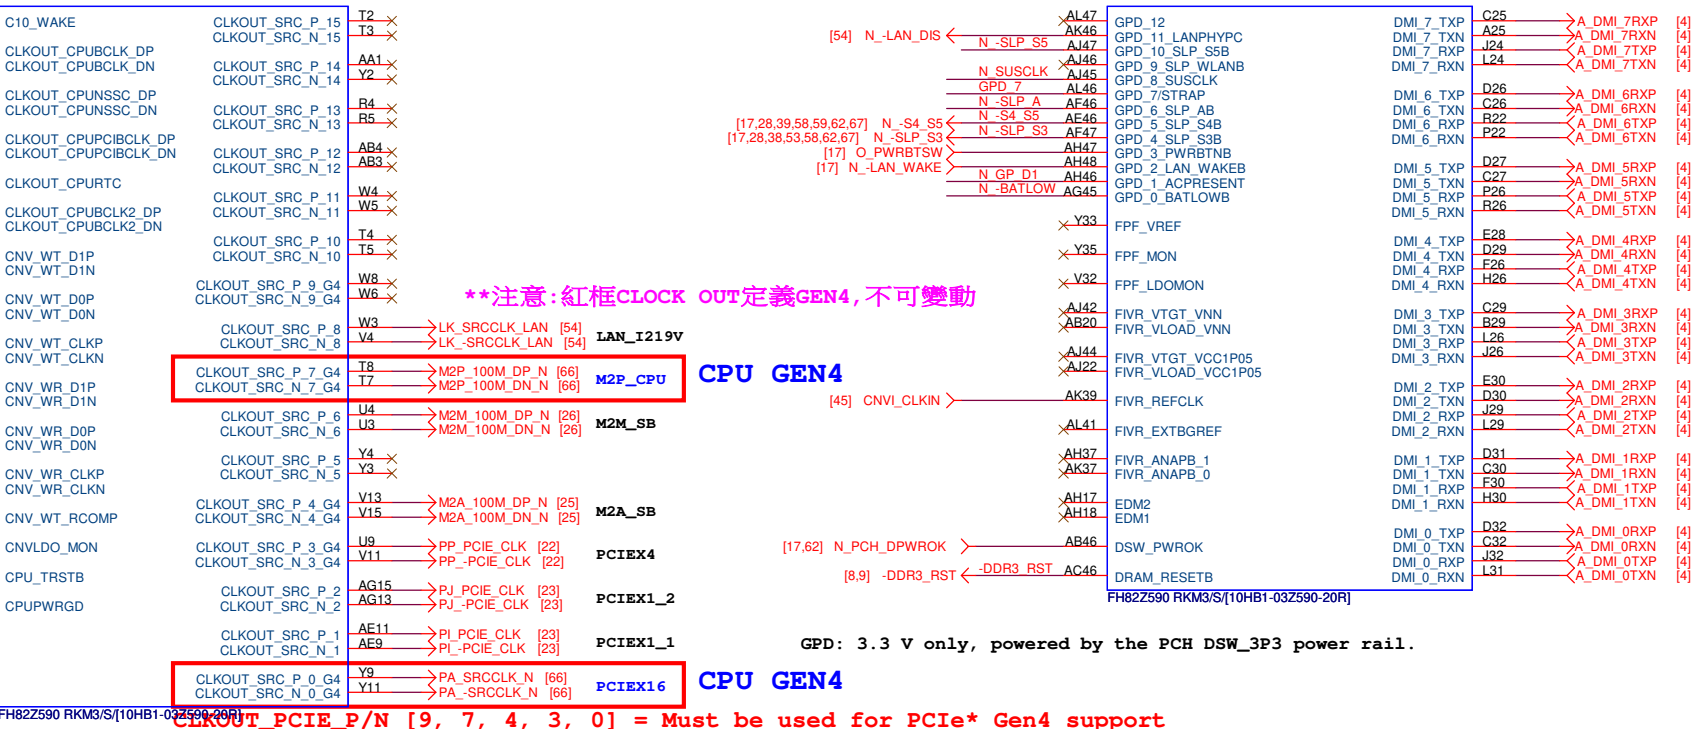 C10_WAKE
CLKOUT_CPUBCLK_DP
CLKOUT_CPUBCLK_DN
CLKOUT_CPUNSSC_DP
CLKOUT_CPUNSSC_DN
CLKOUT_CPUPCIBCLK_DP
CLKOUT_CPUPCIBCLK_DN
CLKOUT_CPURTC
CLKOUT_CPUBCLK2_DP
CLKOUT_CPUBCLK2_DN
CNV_WT_D1P
CNV_WT_D1N
CNV_WT_D0P
CNV_WT_D0N
CNV_WT_CLKP
CNV_WT_CLKN
CNV_WR_D1P
CNV_WR_D1N
CNV_WR_D0P
CNV_WR_D0N
CNV_WR_CLKP
CNV_WR_CLKN
CNV_WT_RCOMP
CNVLDO_MON
CPU_TRSTB
CPUPWRGD
CLKOUT_SRC_P_15 T2
CLKOUT_SRC_N_15 T3
CLKOUT_SRC_P_14 AA1
CLKOUT_SRC_N_14 Y2
CLKOUT_SRC_P_13 R4
CLKOUT_SRC_N_13 R5
CLKOUT_SRC_P_12 AB4
CLKOUT_SRC_N_12 AB3
CLKOUT_SRC_P_11 W4
CLKOUT_SRC_N_11 W5
CLKOUT_SRC_P_10 T4
CLKOUT_SRC_N_10 T5
CLKOUT_SRC_P_9_G4 W8
CLKOUT_SRC_N_9_G4 W6
**注意:紅框CLOCK OUT定義GEN4,不可變動
CLKOUT_SRC_P_8 W3 LK_SRCCLK_LAN [54]
CLKOUT_SRC_N_8 V4 LK_-SRCCLK_LAN [54]
LAN_I219V
CLKOUT_SRC_P_7_G4 T8 M2P_100M_DP_N [66]
CLKOUT_SRC_N_7_G4 T7 M2P_100M_DN_N [66]
M2P_CPU
CPU GEN4
CLKOUT_SRC_P_6 U4 M2M_100M_DP_N [26]
CLKOUT_SRC_N_6 U3 M2M_100M_DN_N [26]
M2M_SB
CLKOUT_SRC_P_5 Y4
CLKOUT_SRC_N_5 Y3
CLKOUT_SRC_P_4_G4 V13 M2A_100M_DP_N [25]
CLKOUT_SRC_N_4_G4 V15 M2A_100M_DN_N [25]
M2A_SB
CLKOUT_SRC_P_3_G4 U9 PP_PCIE_CLK [22]
CLKOUT_SRC_N_3_G4 V11 PP_-PCIE_CLK [22]
PCIEX4
CLKOUT_SRC_P_2 AG15 PJ_PCIE_CLK [23]
CLKOUT_SRC_N_2 AG13 PJ_-PCIE_CLK [23]
PCIEX1_2
CLKOUT_SRC_P_1 AE11 PI_PCIE_CLK [23]
CLKOUT_SRC_N_1 AE9 PI_-PCIE_CLK [23]
PCIEX1_1
CLKOUT_SRC_P_0_G4 Y9 PA_SRCCLK_N [66]
CLKOUT_SRC_N_0_G4 Y11 PA_-SRCCLK_N [66]
PCIEX16
CPU GEN4
FH82Z590 RKM3/S/[10HB1-03Z590-20R]
CLKOUT_PCIE_P/N [9, 7, 4, 3, 0] = Must be used for PCIe* Gen4 support
AL47 GPD_12
[54] N_-LAN_DIS AK46 GPD_11_LANPHYPC
N_-SLP_S5 AJ47 GPD_10_SLP_S5B
AJ46 GPD_9_SLP_WLANB
N_SUSCLK AJ45 GPD_8_SUSCLK
GPD_7 AL46 GPD_7/STRAP
N_-SLP_A AF46 GPD_6_SLP_AB
[17,28,39,58,59,62,67] N_-S4_S5 N_-S4_S5 AE46 GPD_5_SLP_S4B
[17,28,38,53,58,62,67] N_-SLP_S3 N_-SLP_S3 AF47 GPD_4_SLP_S3B
[17] O_PWRBTSW AH47 GPD_3_PWRBTNB
[17] N_-LAN_WAKE AH48 GPD_2_LAN_WAKEB
N_GP_D1 AH46 GPD_1_ACPRESENT
N_-BATLOW AG45 GPD_0_BATLOWB
Y33 FPF_VREF
Y35 FPF_MON
V32 FPF_LDOMON
AJ42 FIVR_VTGT_VNN
AB20 FIVR_VLOAD_VNN
AJ44 FIVR_VTGT_VCC1P05
AJ22 FIVR_VLOAD_VCC1P05
[45] CNVI_CLKIN AK39 FIVR_REFCLK
AL41 FIVR_EXTBGREF
AH37 FIVR_ANAPB_1
AK37 FIVR_ANAPB_0
AH17 EDM2
AH18 EDM1
[17,62] N_PCH_DPWROK AB46 DSW_PWROK
[8,9] -DDR3_RST -DDR3_RST AC46 DRAM_RESETB
DMI_7_TXP C25 A_DMI_7RXP [4]
DMI_7_TXN A25 A_DMI_7RXN [4]
DMI_7_RXP J24 A_DMI_7TXP [4]
DMI_7_RXN L24 A_DMI_7TXN [4]
DMI_6_TXP D26 A_DMI_6RXP [4]
DMI_6_TXN C26 A_DMI_6RXN [4]
DMI_6_RXP R22 A_DMI_6TXP [4]
DMI_6_RXN P22 A_DMI_6TXN [4]
DMI_5_TXP D27 A_DMI_5RXP [4]
DMI_5_TXN C27 A_DMI_5RXN [4]
DMI_5_RXP P26 A_DMI_5TXP [4]
DMI_5_RXN R26 A_DMI_5TXN [4]
DMI_4_TXP E28 A_DMI_4RXP [4]
DMI_4_TXN D29 A_DMI_4RXN [4]
DMI_4_RXP F26 A_DMI_4TXP [4]
DMI_4_RXN H26 A_DMI_4TXN [4]
DMI_3_TXP C29 A_DMI_3RXP [4]
DMI_3_TXN B29 A_DMI_3RXN [4]
DMI_3_RXP L26 A_DMI_3TXP [4]
DMI_3_RXN J26 A_DMI_3TXN [4]
DMI_2_TXP E30 A_DMI_2RXP [4]
DMI_2_TXN D30 A_DMI_2RXN [4]
DMI_2_RXP J29 A_DMI_2TXP [4]
DMI_2_RXN L29 A_DMI_2TXN [4]
DMI_1_TXP D31 A_DMI_1RXP [4]
DMI_1_TXN C30 A_DMI_1RXN [4]
DMI_1_RXP F30 A_DMI_1TXP [4]
DMI_1_RXN H30 A_DMI_1TXN [4]
DMI_0_TXP D32 A_DMI_0RXP [4]
DMI_0_TXN C32 A_DMI_0RXN [4]
DMI_0_RXP J32 A_DMI_0TXP [4]
DMI_0_RXN L31 A_DMI_0TXN [4]
FH82Z590 RKM3/S/[10HB1-03Z590-20R]
GPD: 3.3 V only, powered by the PCH DSW_3P3 power rail.